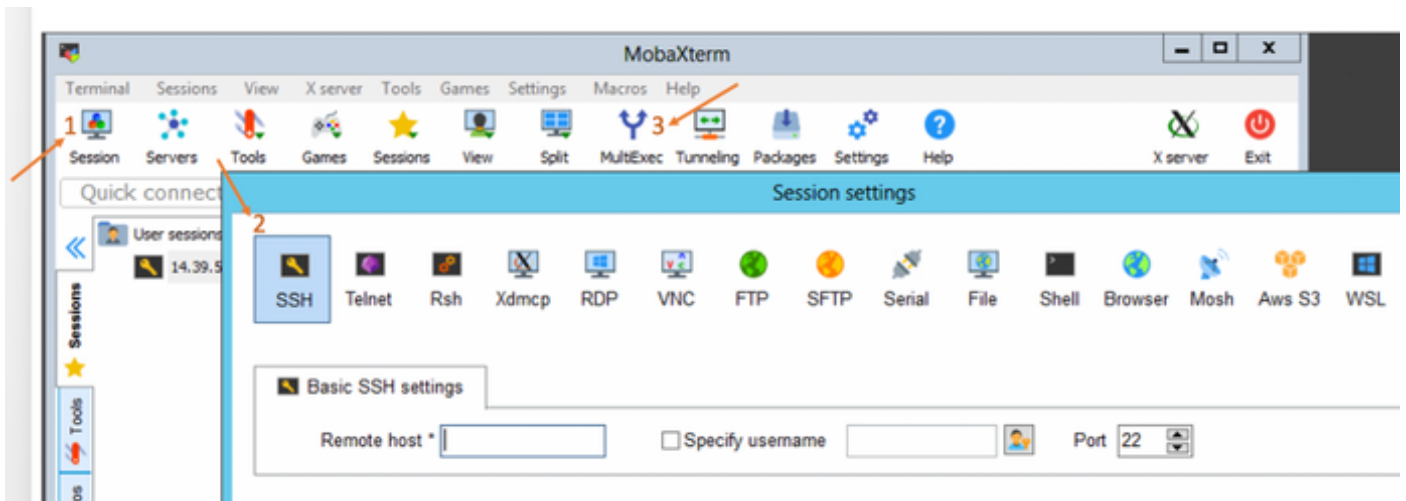 MobaXterm
Terminal Sessions View X server Tools Games Settings Macros Help
1 3
Session Servers Tools Games Sessions View Split MultiExec Tunneling Packages Settings Help X server Exit
Quick connect
Session settings
2
User sessions
14.39.5
SSH Telnet Rsh Xdmcp RDP VNC FTP SFTP Serial File Shell Browser Mosh Aws S3 WSL
Sessions
Basic SSH settings
Tools
Remote host * Specify username Port 22
os